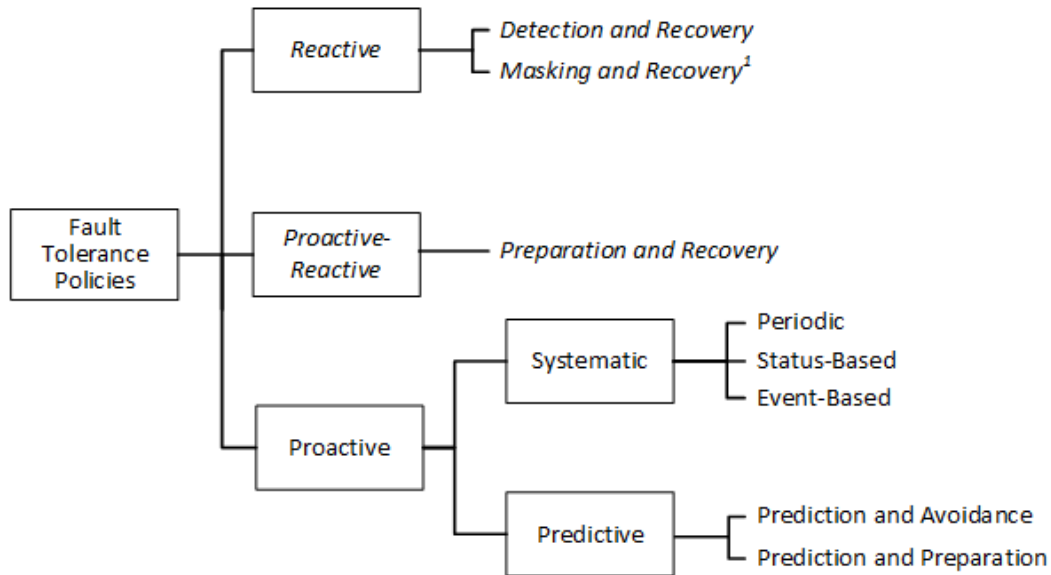 Reactive
Detection and Recovery
Masking and Recovery¹
Fault
Tolerance
Policies
Proactive-
Reactive
Preparation and Recovery
Proactive
Systematic
Periodic
Status-Based
Event-Based
Predictive
Prediction and Avoidance
Prediction and Preparation